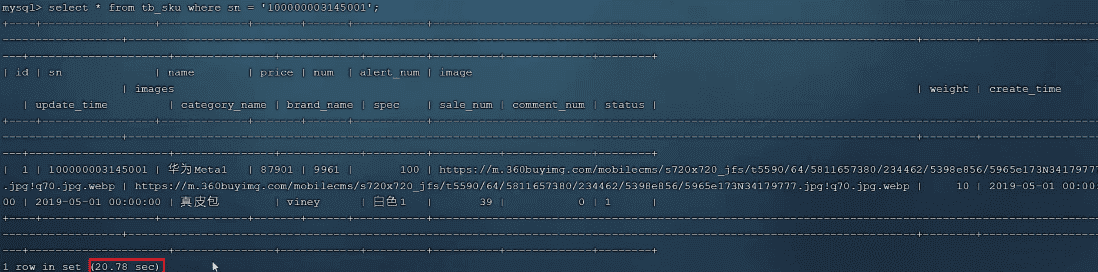 mysql> select * from tb_sku where sn = '100000003145001';
| id | sn | name | price | num | alert_num | image
| images | weight | create_time
| update_time | category_name | brand_name | spec | sale_num | comment_num | status |
| 1 | 100000003145001 | 华为Meta1 | 87901 | 9961 | 100 | https://m.360buyimg.com/mobilecms/s720x720_jfs/t5590/64/5811657380/234462/5398e856/5965e173N34179777
.jpg!q70.jpg.webp | https://m.360buyimg.com/mobilecms/s720x720_jfs/t5590/64/5811657380/234462/5398e856/5965e173N34179777.jpg!q70.jpg.webp | 10 | 2019-05-01 00:00:
00 | 2019-05-01 00:00:00 | 真皮包 | viney | 白色1 | 39 | 0 | 1 |
1 row in set (20.78 sec)